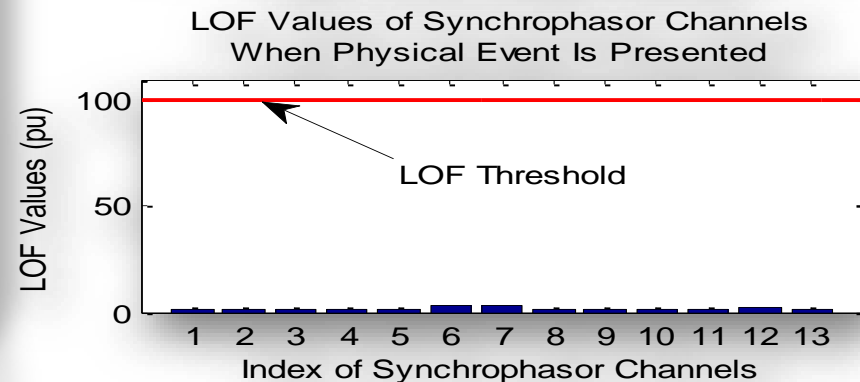 LOF Values of Synchrophasor Channels
When Physical Event Is Presented
LOF Values (pu)
100
50
0
LOF Threshold
1 2 3 4 5 6 7 8 9 10 11 12 13
Index of Synchrophasor Channels